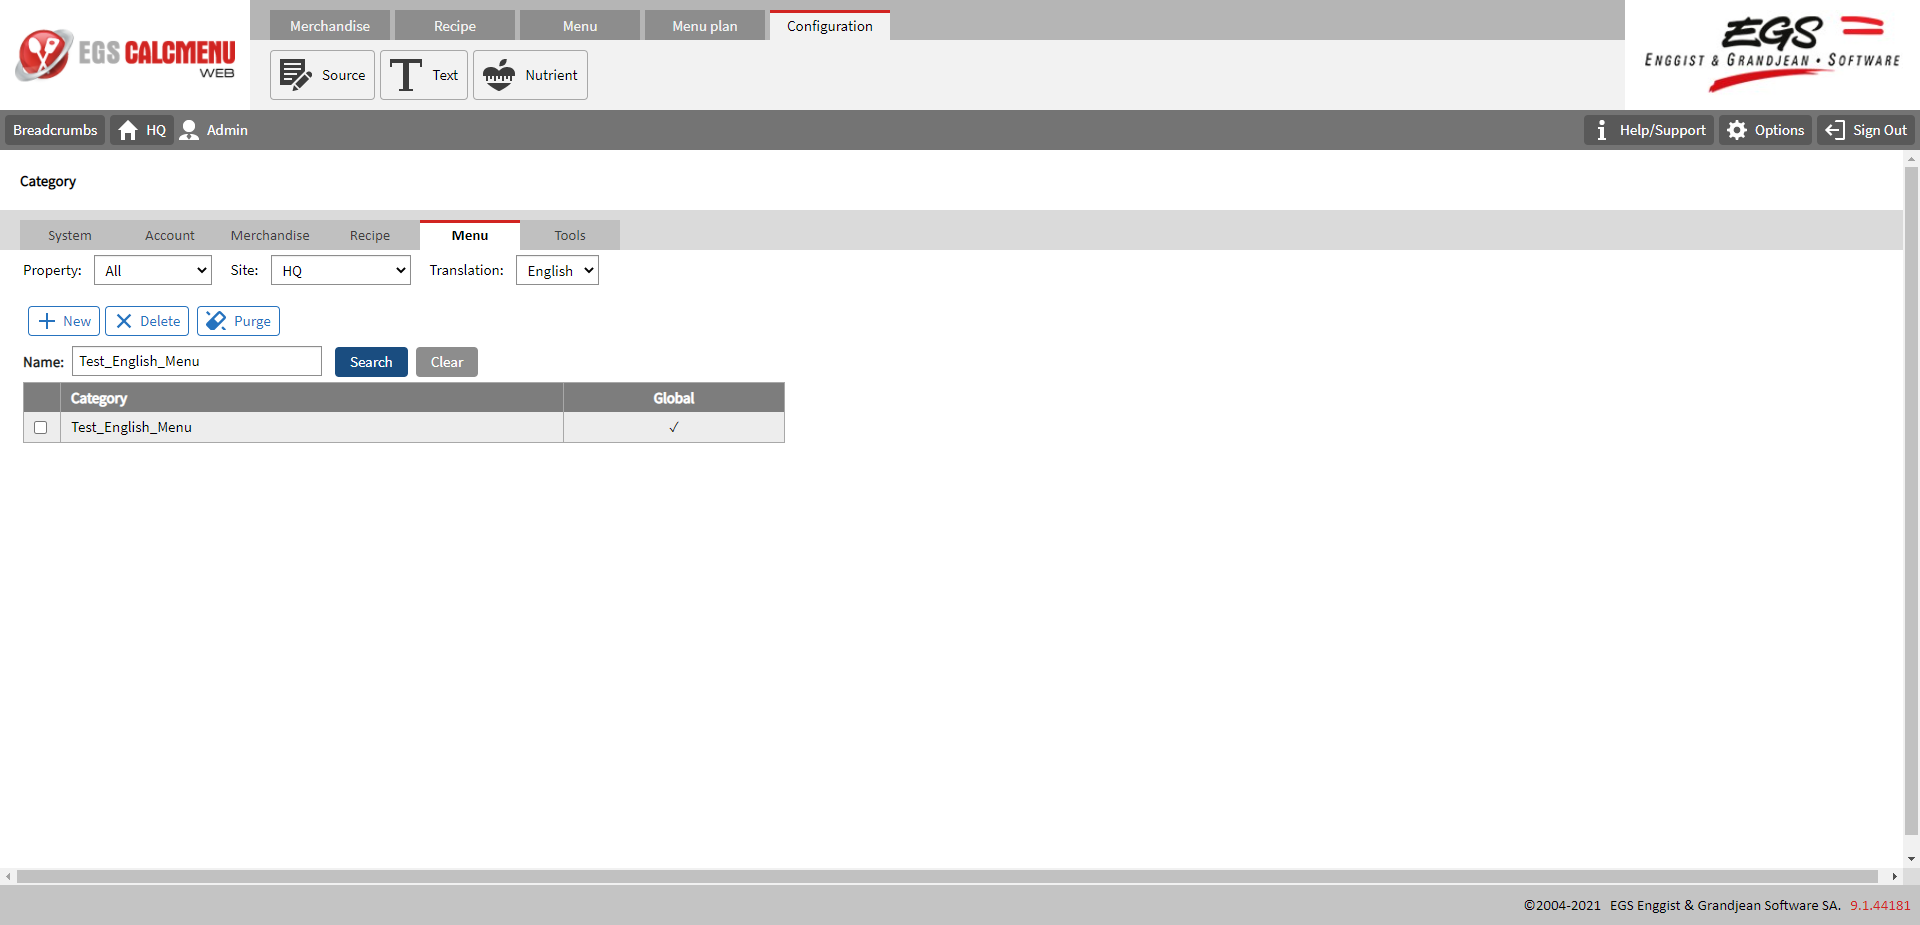 EGS CALCMENU
WEB
Merchandise Recipe Menu Menu plan Configuration
Source Text Nutrient
EGS
ENGGIST & GRANDJEAN • SOFTWARE
Breadcrumbs HQ Admin Help/Support Options Sign Out
Category
System Account Merchandise Recipe Menu Tools
Property: All Site: HQ Translation: English
New Delete Purge
Name: Test_English_Menu Search Clear
Category Global
Test_English_Menu ✓
©2004-2021 EGS Enggist & Grandjean Software SA. 9.1.44181